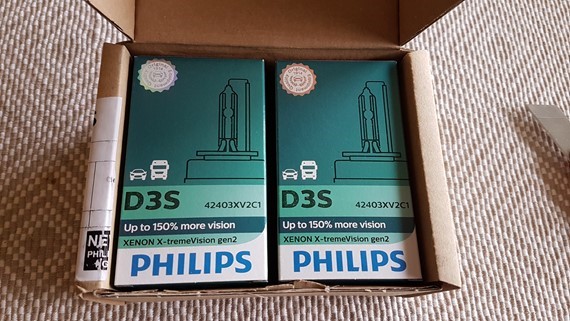 D3S 42403XV2C1
Up to 150% more vision
XENON X-tremeVision gen2
PHILIPS
D3S 42403XV2C1
Up to 150% more vision
XENON X-tremeVision gen2
PHILIPS